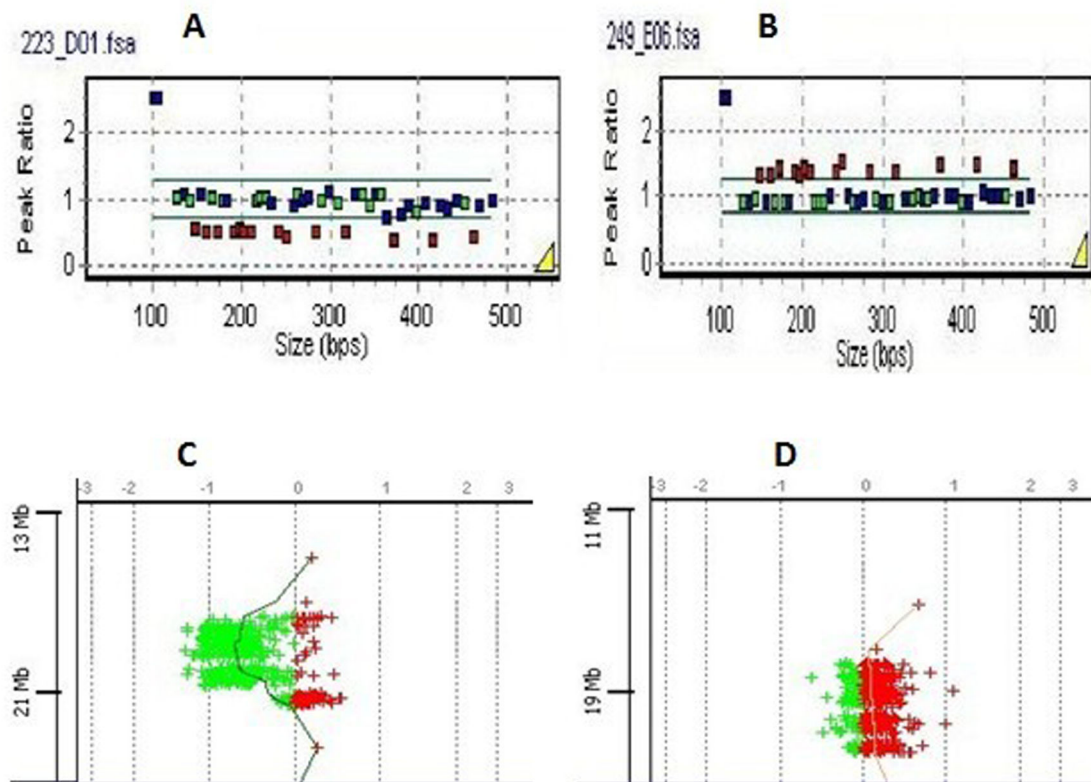 A
B
223_D01.fsa
249_E06.fsa
Peak Ratio
2
1
0
100 200 300 400 500
Size (bps)
Peak Ratio
2
1
0
100 200 300 400 500
Size (bps)
C
D
-3 -2 -1 0 1 2 3
13 Mb
21 Mb
-3 -2 -1 0 1 2 3
11 Mb
19 Mb